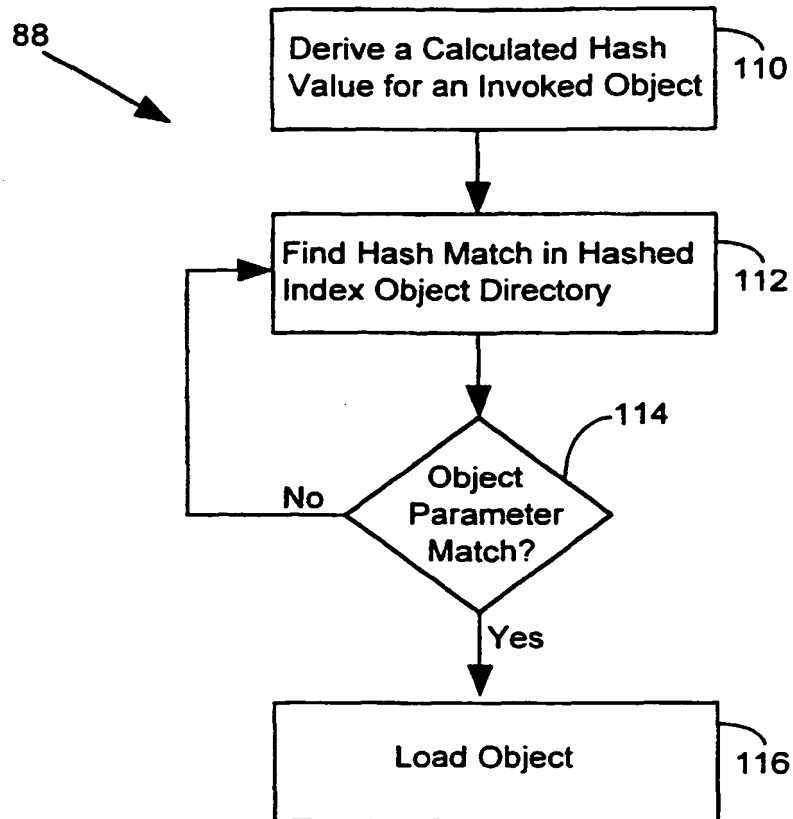 88
Derive a Calculated Hash
Value for an Invoked Object
110
Find Hash Match in Hashed
Index Object Directory
112
114
Object
Parameter
Match?
No
Yes
Load Object
116